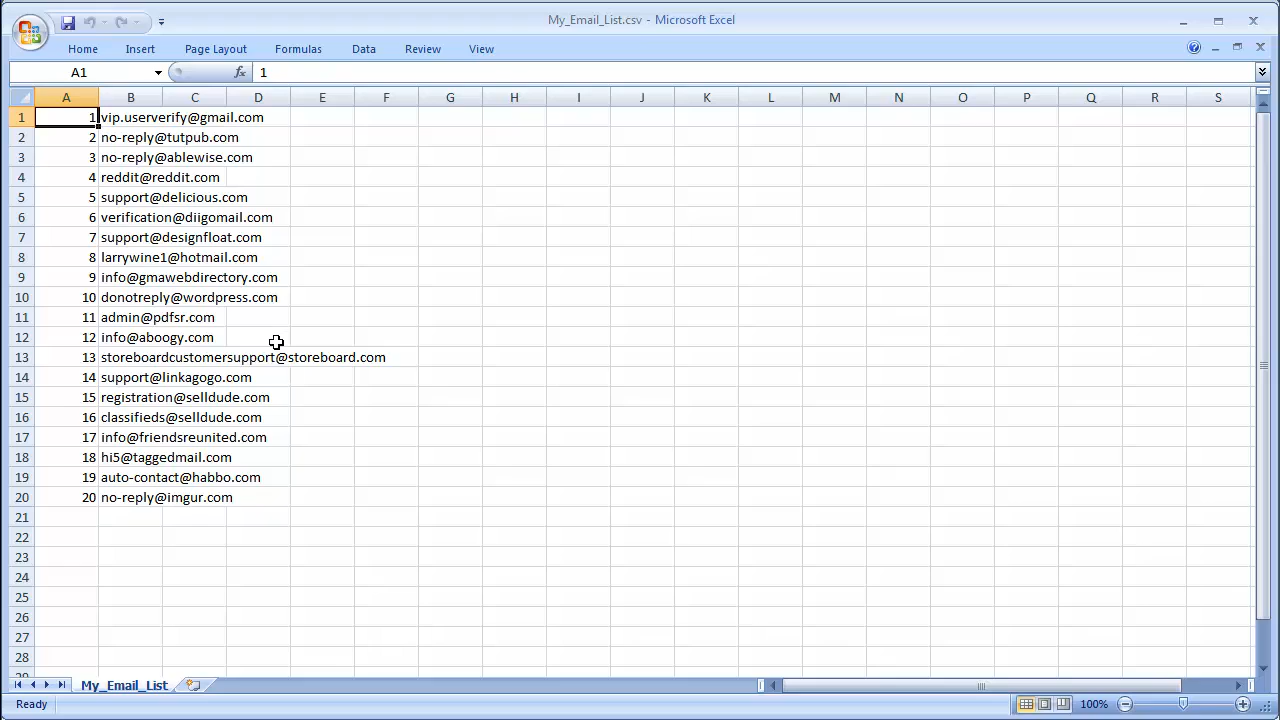 My_Email_List.csv - Microsoft Excel
Home Insert Page Layout Formulas Data Review View
A1 fx 1
A B C D E F G H I J K L M N O P Q R S
1 1 vip.userverify@gmail.com
2 2 no-reply@tutpub.com
3 3 no-reply@ablewise.com
4 4 reddit@reddit.com
5 5 support@delicious.com
6 6 verification@diigomail.com
7 7 support@designfloat.com
8 8 larrywine1@hotmail.com
9 9 info@gmawebdirectory.com
10 10 donotreply@wordpress.com
11 11 admin@pdfsr.com
12 12 info@aboogy.com
13 13 storeboardcustomersupport@storeboard.com
14 14 support@linkagogo.com
15 15 registration@selldude.com
16 16 classifieds@selldude.com
17 17 info@friendsreunited.com
18 18 hi5@taggedmail.com
19 19 auto-contact@habbo.com
20 20 no-reply@imgur.com
21
22
23
24
25
26
27
28
29
My_Email_List
Ready 100%